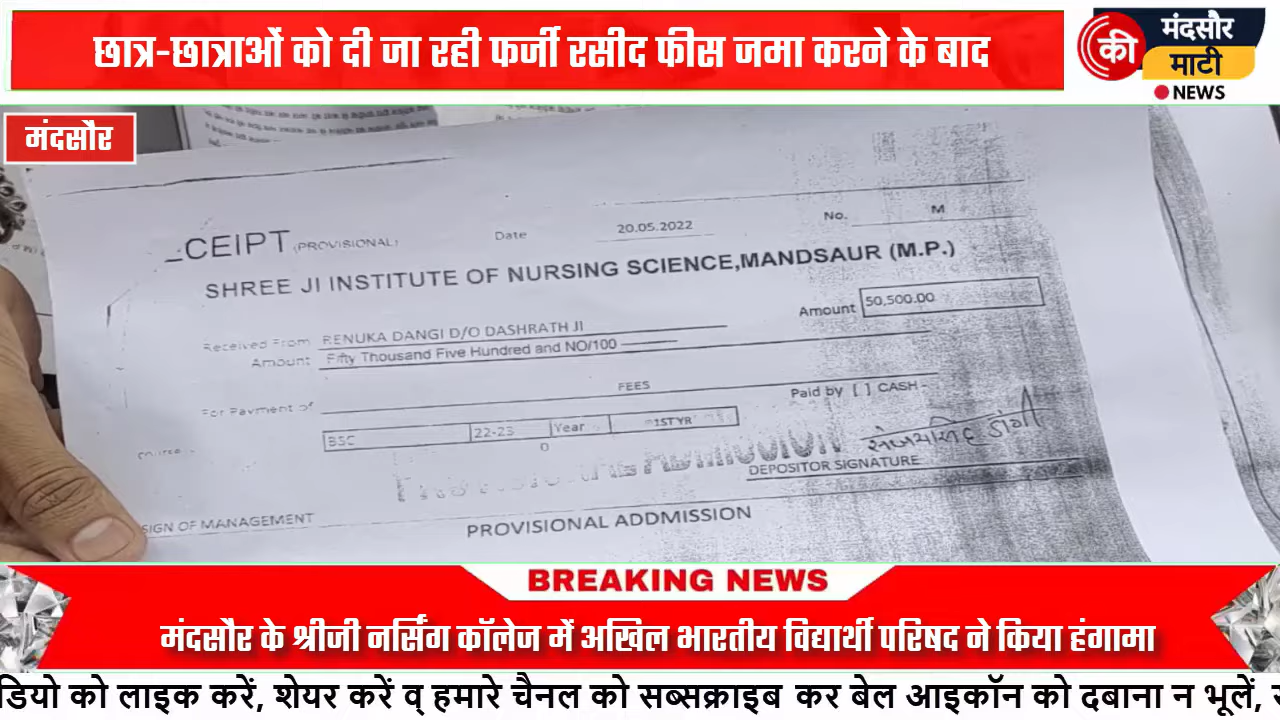 छात्र-छात्राओं को दी जा रही फर्जी रसीद फीस जमा करने के बाद
की मंदसौर माटी
NEWS
मंदसौर
CEIPT (PROVISIONAL) Date 20.05.2022 No. M
SHREE JI INSTITUTE OF NURSING SCIENCE,MANDSAUR (M.P.)
Received From RENUKA DANGI D/O DASHRATH JI Amount 50,500.00
Amount Fifty Thousand Five Hundred and NO/100
For Payment of FEES Paid by [ ] CASH -
course BSC 22-23 Year 1STYR
0
DEPOSITOR SIGNATURE
SIGN OF MANAGEMENT PROVISIONAL ADDMISSION
BREAKING NEWS
मंदसौर के श्रीजी नर्सिंग कॉलेज में अखिल भारतीय विद्यार्थी परिषद ने किया हंगामा
डियो को लाइक करें, शेयर करें व् हमारे चैनल को सब्सक्राइब कर बेल आइकॉन को दबाना न भूलें,